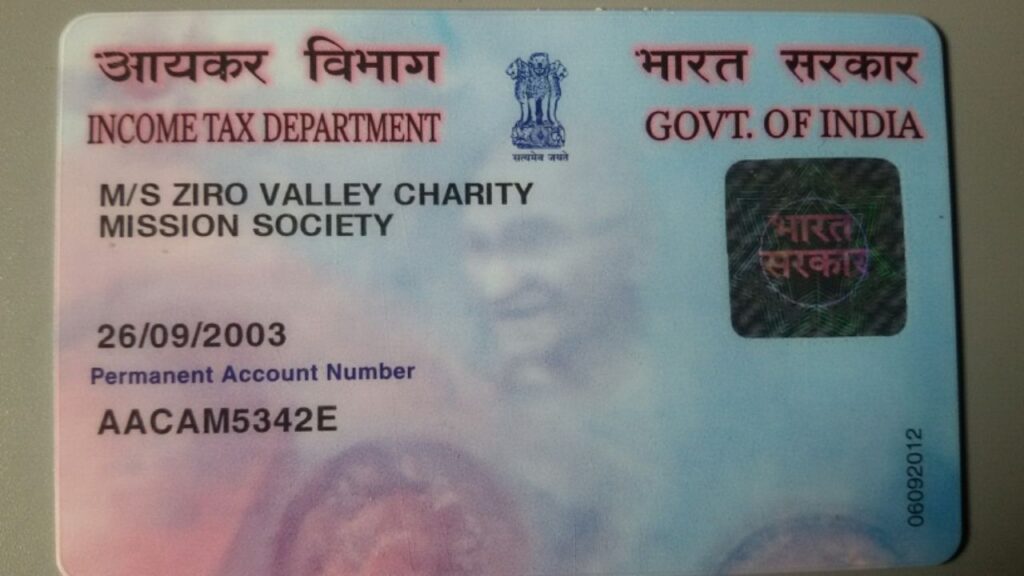 आयकर विभाग
INCOME TAX DEPARTMENT
सत्यमेव जयते
भारत सरकार
GOVT. OF INDIA
M/S ZIRO VALLEY CHARITY
MISSION SOCIETY
भारत
सरकार
26/09/2003
Permanent Account Number
AACAM5342E
06092012